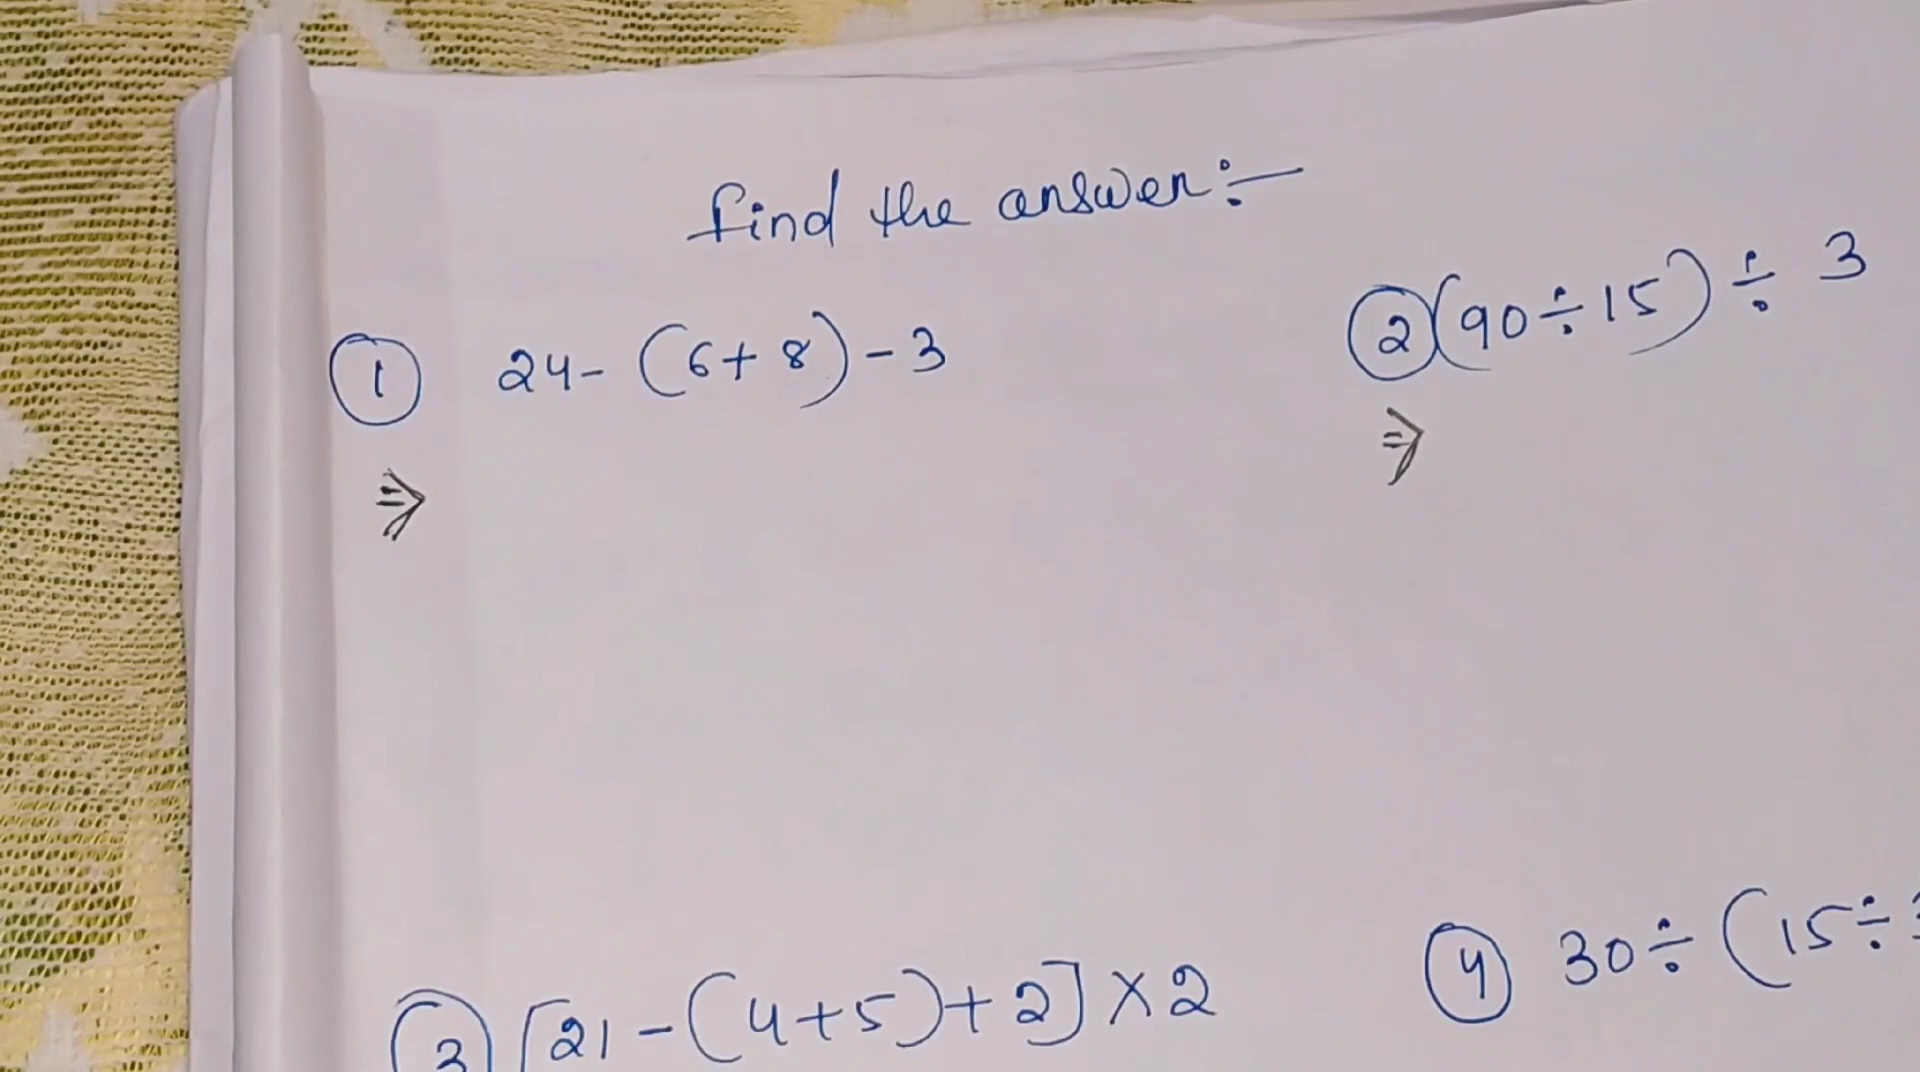 find the answer:-
① 24- (6+8)-3
② (90÷15) ÷ 3
⇒
⇒
③ [21-(4+5)+2]×2
④ 30÷ (15÷